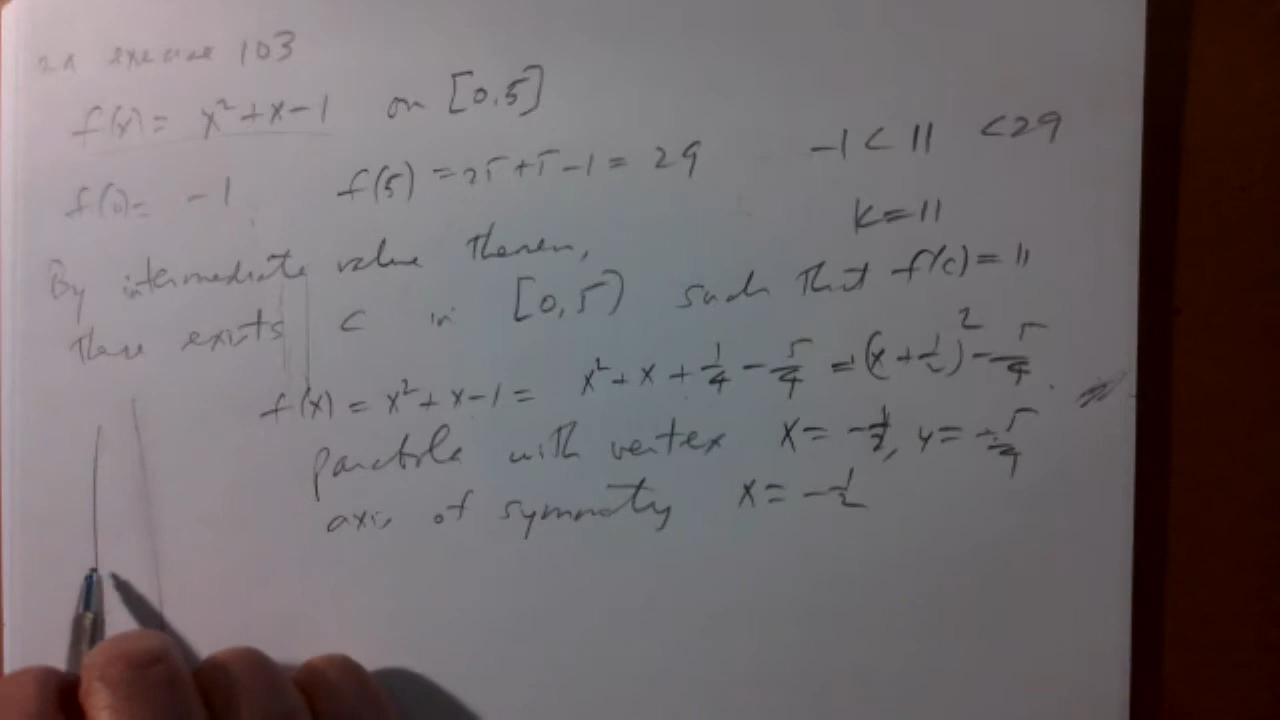 exercise 103
f(x) = x² + x - 1 on [0,5]
f(0) = -1 f(5) = 25 + 5 - 1 = 29 -1 < 11 < 29
K = 11
By intermediate value theorem,
there exists c in [0,5) such that f(c) = 11
f(x) = x² + x - 1 = x² + x + 1/4 - 5/4 = (x + 1/2)² - 5/4
parabola with vertex x = -1/2, y = -5/4
axis of symmetry x = -1/2